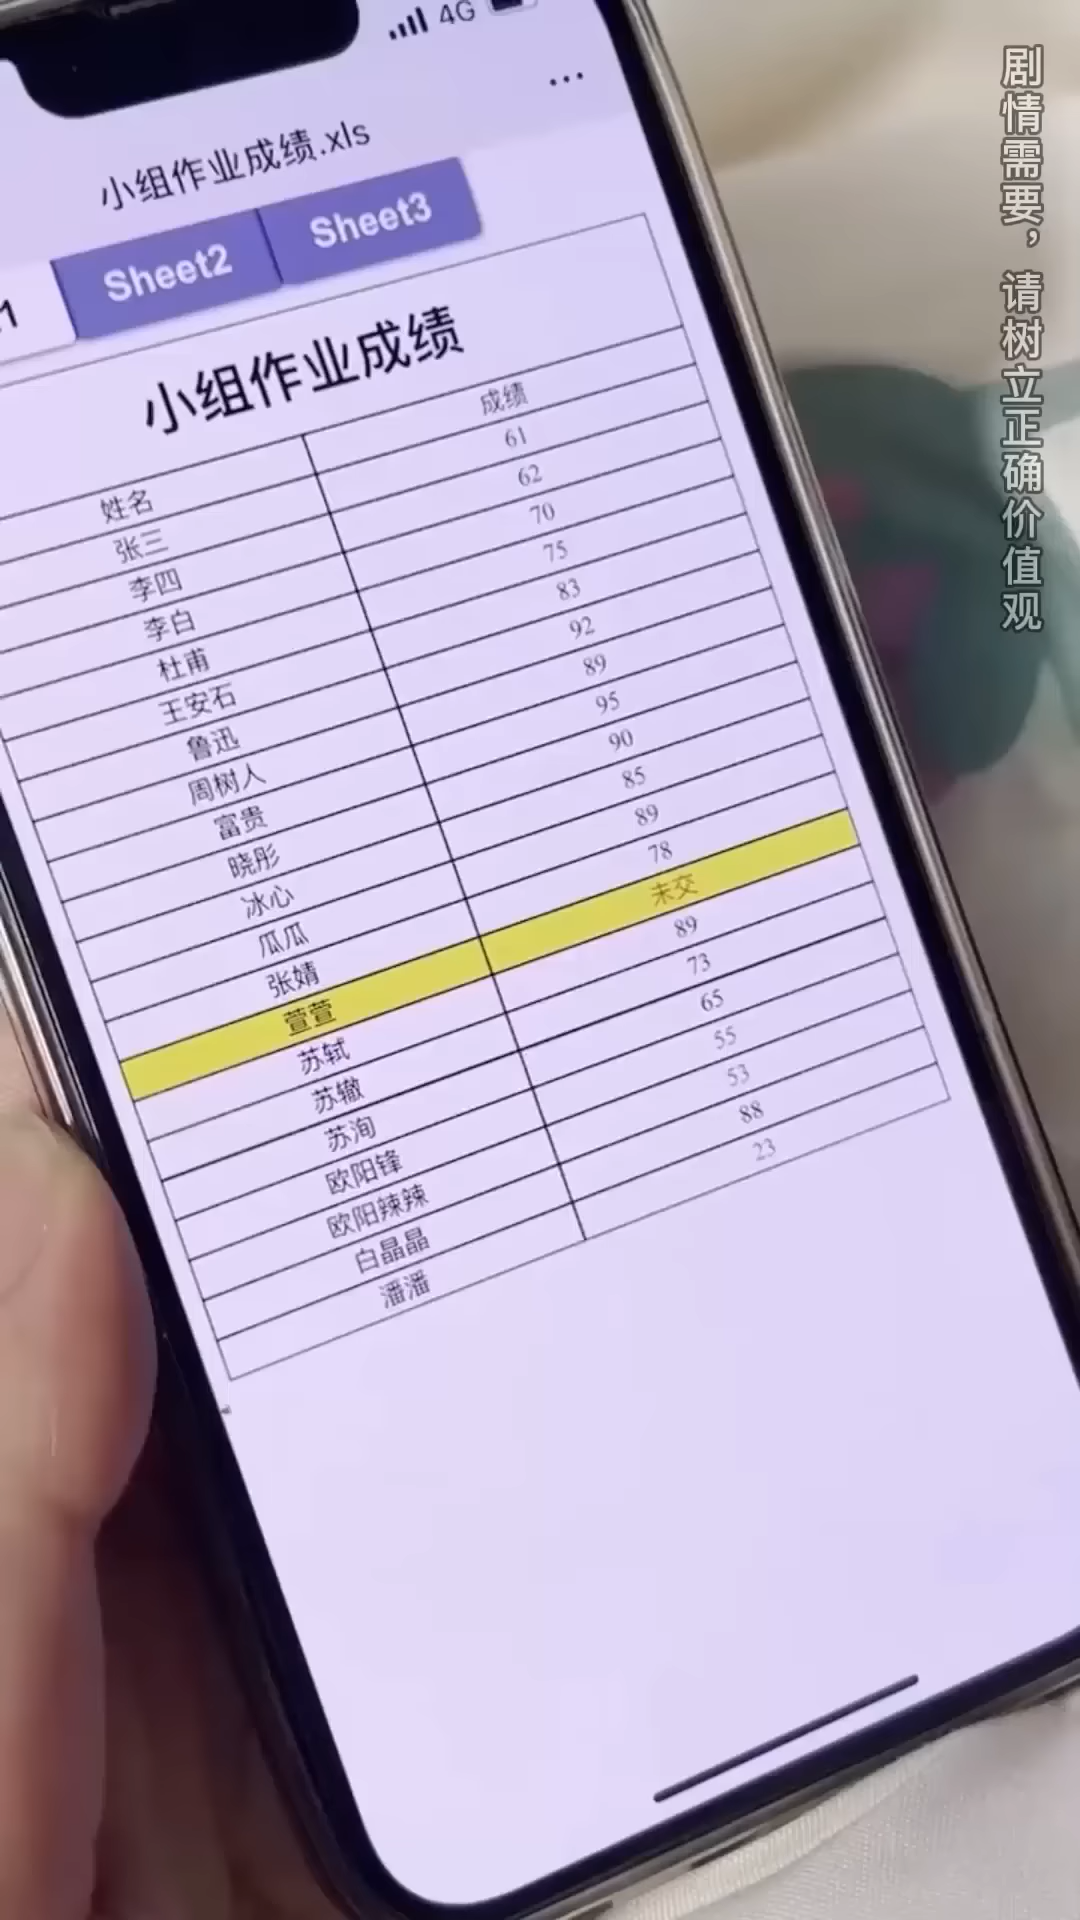 4G
小组作业成绩.xls
1 Sheet2 Sheet3
小组作业成绩
姓名 成绩
张三 61
李四 62
李白 70
杜甫 75
王安石 83
鲁迅 92
周树人 89
富贵 95
晓彤 90
冰心 85
瓜瓜 89
张婧 78
萱萱 未交
苏轼 89
苏辙 73
苏洵 65
欧阳锋 55
欧阳辣辣 53
白晶晶 88
潘潘 23
剧情需要，请树立正确价值观